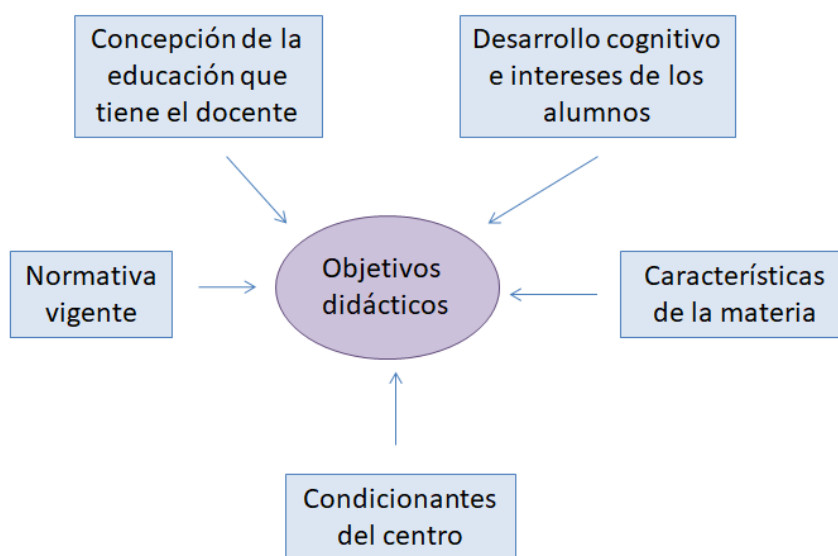 Concepción de la
educación que
tiene el docente
Desarrollo cognitivo
e intereses de los
alumnos
Normativa
vigente
Objetivos
didácticos
Características
de la materia
Condicionantes
del centro